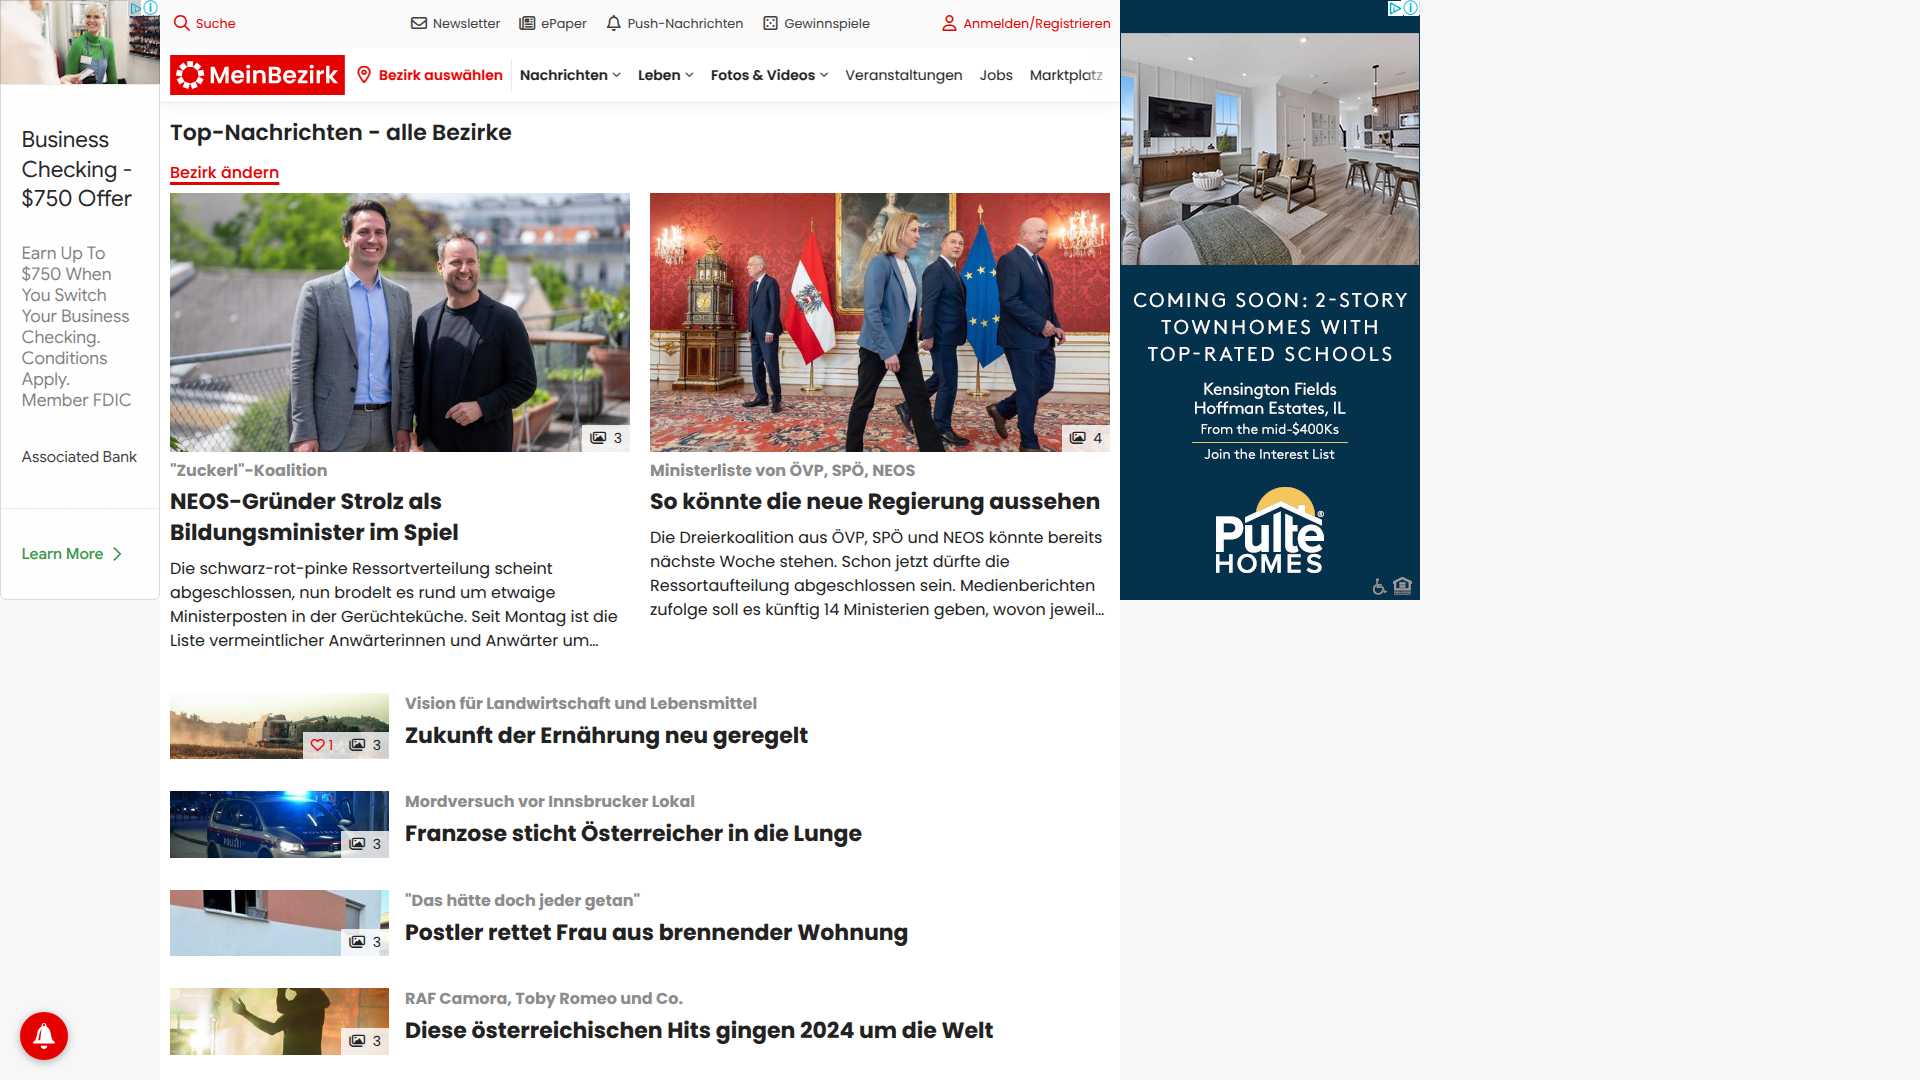 Suche
Newsletter
ePaper
Push-Nachrichten
Gewinnspiele
Anmelden/Registrieren
MeinBezirk
Bezirk auswählen
Nachrichten
Leben
Fotos & Videos
Veranstaltungen
Jobs
Marktplatz
Business
Checking -
$750 Offer
Earn Up To
$750 When
You Switch
Your Business
Checking.
Conditions
Apply.
Member FDIC
Associated Bank
Learn More
Top-Nachrichten - alle Bezirke
Bezirk ändern
3
"Zuckerl"-Koalition
NEOS-Gründer Strolz als
Bildungsminister im Spiel
Die schwarz-rot-pinke Ressortverteilung scheint
abgeschlossen, nun brodelt es rund um etwaige
Ministerposten in der Gerüchteküche. Seit Montag ist die
Liste vermeintlicher Anwärterinnen und Anwärter um...
4
Ministerliste von ÖVP, SPÖ, NEOS
So könnte die neue Regierung aussehen
Die Dreierkoalition aus ÖVP, SPÖ und NEOS könnte bereits
nächste Woche stehen. Schon jetzt dürfte die
Ressortaufteilung abgeschlossen sein. Medienberichten
zufolge soll es künftig 14 Ministerien geben, wovon jeweil...
1 3
Vision für Landwirtschaft und Lebensmittel
Zukunft der Ernährung neu geregelt
POLIZEI
3
Mordversuch vor Innsbrucker Lokal
Franzose sticht Österreicher in die Lunge
3
"Das hätte doch jeder getan"
Postler rettet Frau aus brennender Wohnung
3
RAF Camora, Toby Romeo und Co.
Diese österreichischen Hits gingen 2024 um die Welt
COMING SOON: 2-STORY
TOWNHOMES WITH
TOP-RATED SCHOOLS
Kensington Fields
Hoffman Estates, IL
From the mid-$400Ks
Join the Interest List
Pulte®
HOMES